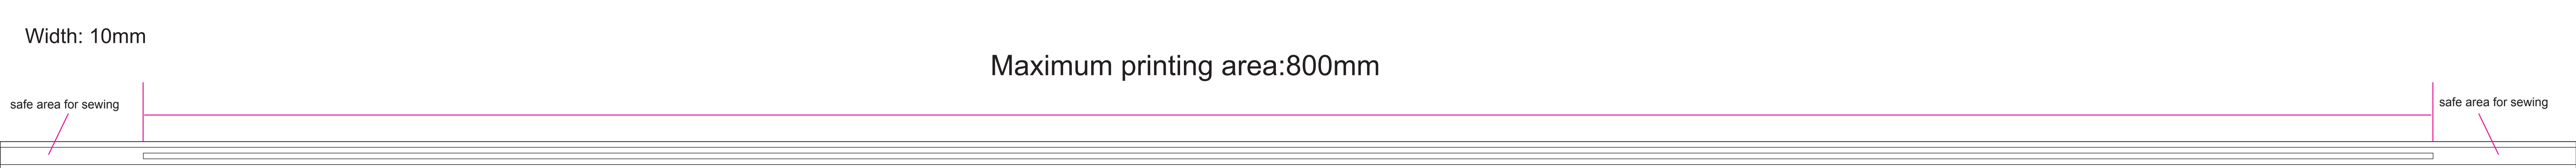 Width: 10mm
Maximum printing area:800mm
safe area for sewing
safe area for sewing